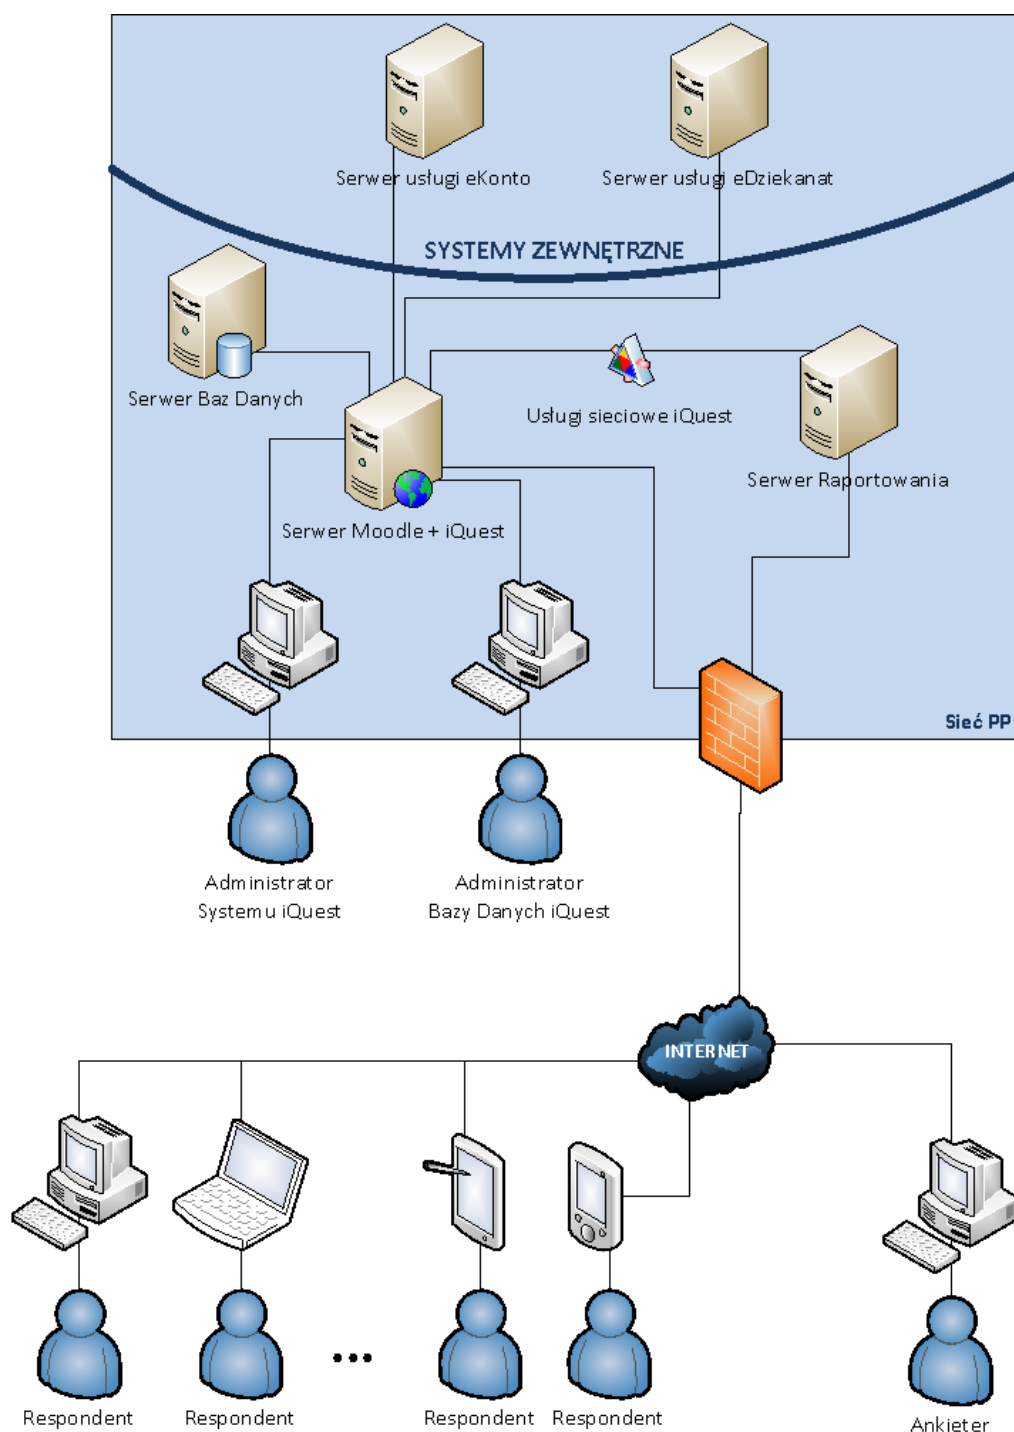 Serwer usługi eKonto
Serwer usługi eDziekanat
SYSTEMY ZEWNĘTRZNE
Serwer Baz Danych
Usługi sieciowe iQuest
Serwer Raportowania
Serwer Moodle + iQuest
Sieć PP
Administrator
Systemu iQuest
Administrator
Bazy Danych iQuest
INTERNET
...
Respondent
Respondent
Respondent
Respondent
Ankieter